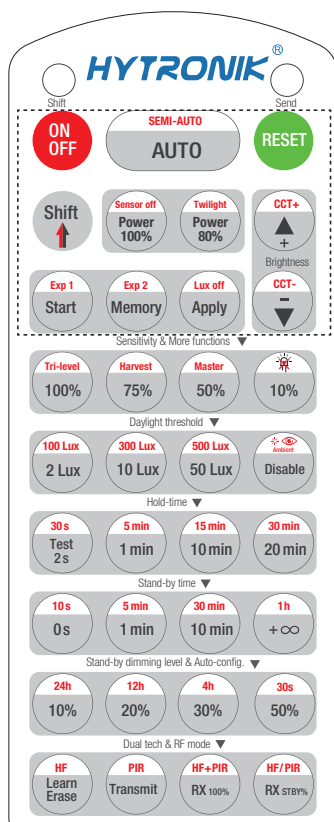 HYTRONIK®
Shift
Send
ON
OFF
SEMI-AUTO
AUTO
RESET
Shift
Sensor off
Power
100%
Twilight
Power
80%
CCT+
+
Brightness
CCT-
-
Exp 1
Start
Exp 2
Memory
Lux off
Apply
Sensitivity & More functions ▼
Tri-level
100%
Harvest
75%
Master
50%
10%
Daylight threshold ▼
100 Lux
2 Lux
300 Lux
10 Lux
500 Lux
50 Lux
Ambient
Disable
Hold-time ▼
30 s
Test
2 s
5 min
1 min
15 min
10 min
30 min
20 min
Stand-by time ▼
10 s
0 s
5 min
1 min
30 min
10 min
1 h
+ ∞
Stand-by dimming level & Auto-config. ▼
24h
10%
12h
20%
4h
30%
30s
50%
Dual tech & RF mode ▼
HF
Learn
Erase
PIR
Transmit
HF+PIR
RX 100%
HF/PIR
RX STBY%